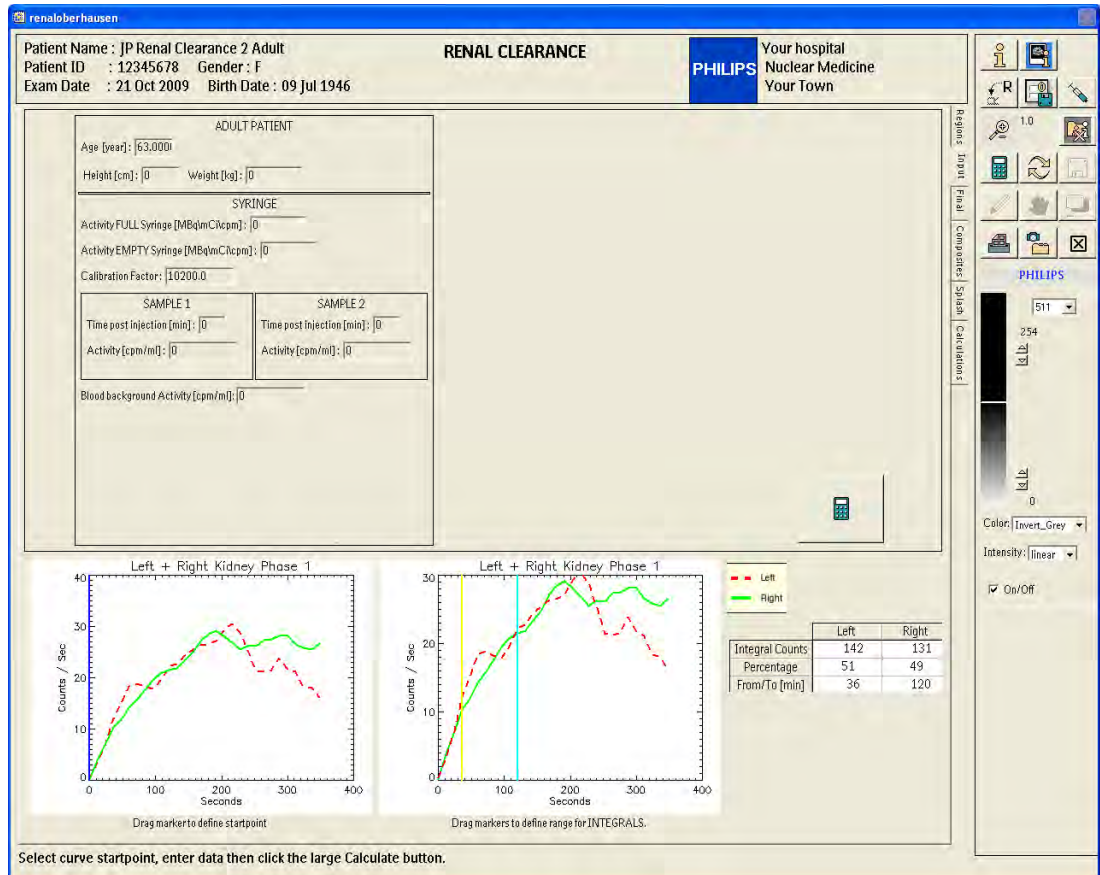 renaloberhausen
Patient Name : JP Renal Clearance 2 Adult
Patient ID : 12345678 Gender : F
Exam Date : 21 Oct 2009 Birth Date : 09 Jul 1946
RENAL CLEARANCE
PHILIPS
Your hospital
Nuclear Medicine
Your Town
ADULT PATIENT
Age [year] : 63.000
Height [cm] : 0 Weight [kg] : 0
SYRINGE
Activity FULL Syringe [MBq\mCi\cpm] : 0
Activity EMPTY Syringe [MBq\mCi\cpm] : 0
Calibration Factor : 10200.0
SAMPLE 1
Time post injection [min] : 0
Activity [cpm/ml] : 0
SAMPLE 2
Time post injection [min] : 0
Activity [cpm/ml] : 0
Blood background Activity [cpm/ml]: 0
Regions
Input
Final
Composites
Splash
Calculations
R
1.0
PHILIPS
511
254
0
Color: Invert_Grey
Intensity: linear
On/Off
Left + Right Kidney Phase 1
40
30
20
10
0
Counts / Sec
0 100 200 300 400
Seconds
Drag marker to define startpoint
Left + Right Kidney Phase 1
30
20
10
0
Counts / Sec
0 100 200 300 400
Seconds
Drag markers to define range for INTEGRALS.
Left
Right
Left Right
Integral Counts 142 131
Percentage 51 49
From/To [min] 36 120
Select curve startpoint, enter data then click the large Calculate button.